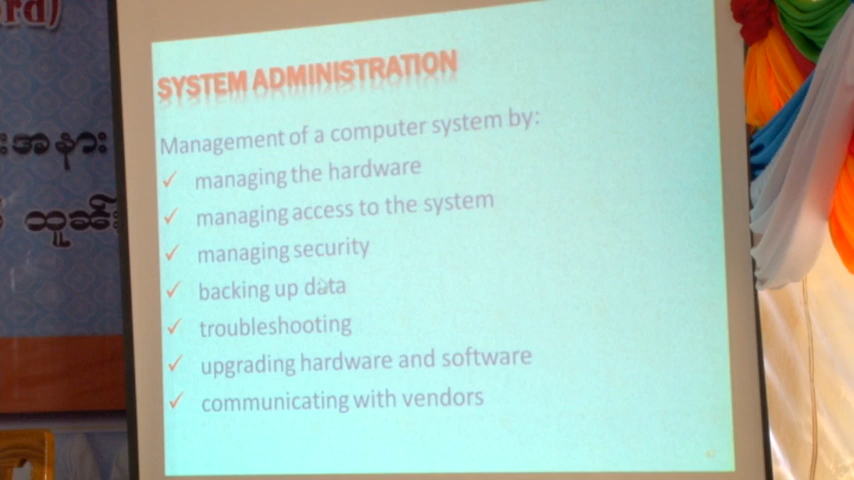 SYSTEM ADMINISTRATION
Management of a computer system by:
✓ managing the hardware
✓ managing access to the system
✓ managing security
✓ backing up data
✓ troubleshooting
✓ upgrading hardware and software
✓ communicating with vendors